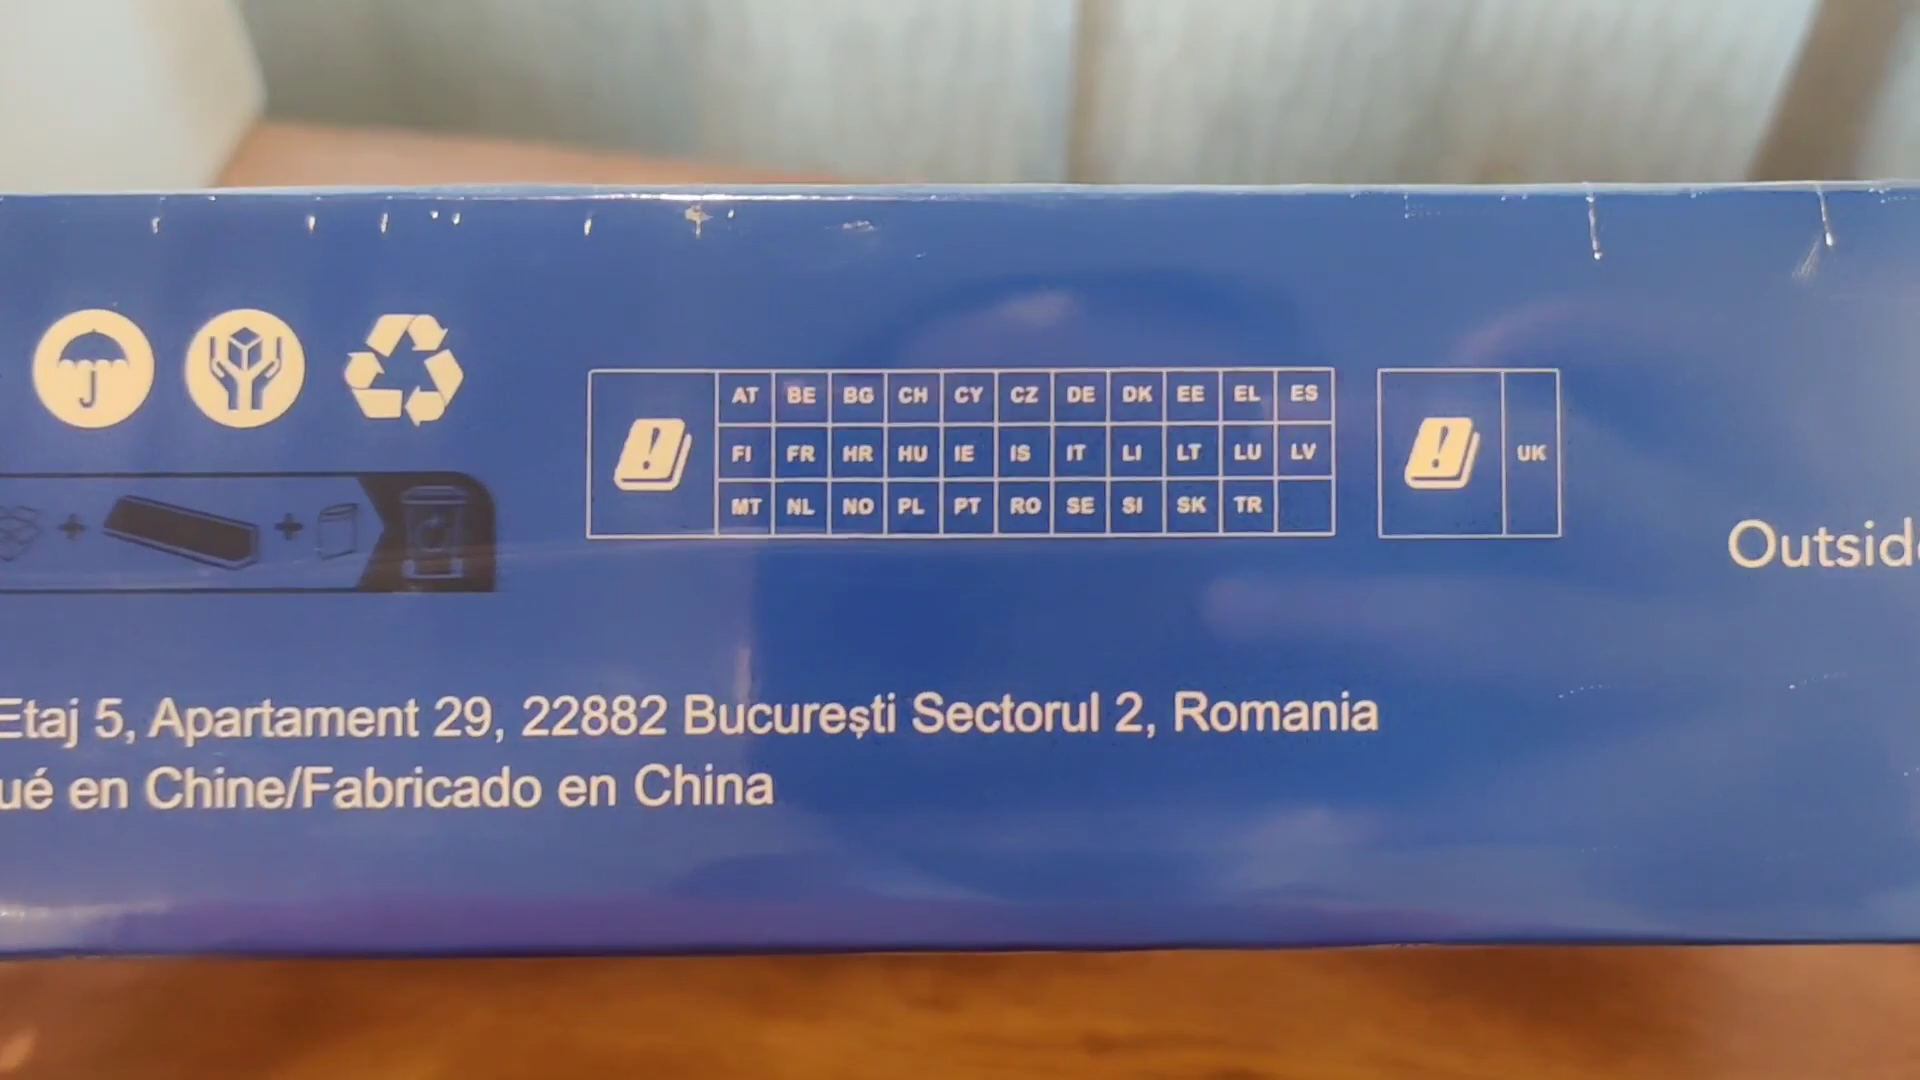 AT BE BG CH CY CZ DE DK EE EL ES
FI FR HR HU IE IS IT LI LT LU LV
MT NL NO PL PT RO SE SI SK TR
UK
Outsid
Etaj 5, Apartament 29, 22882 București Sectorul 2, Romania
ué en Chine/Fabricado en China